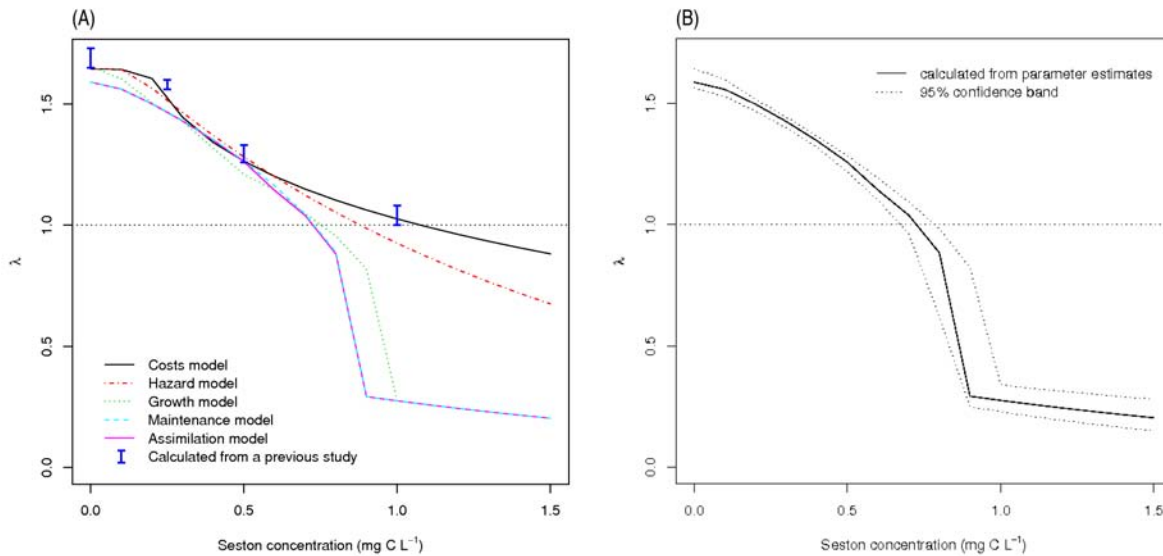 (A)
1.5
1.0
0.5
0.0
λ
Costs model
Hazard model
Growth model
Maintenance model
Assimilation model
Calculated from a previous study
0.0 0.5 1.0 1.5
Seston concentration (mg C L⁻¹)
(B)
1.5
1.0
0.5
0.0
λ
calculated from parameter estimates
95% confidence band
0.0 0.5 1.0 1.5
Seston concentration (mg C L⁻¹)